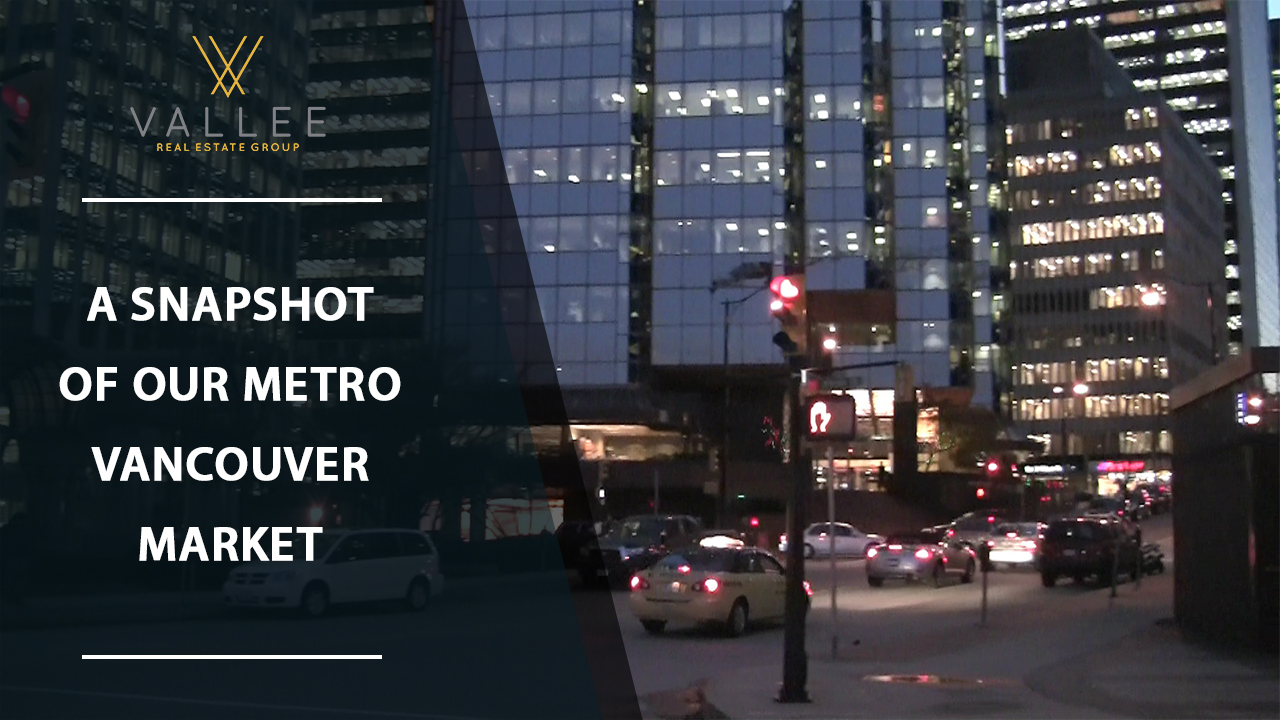 VALLEE
REAL ESTATE GROUP
A SNAPSHOT
OF OUR METRO
VANCOUVER
MARKET